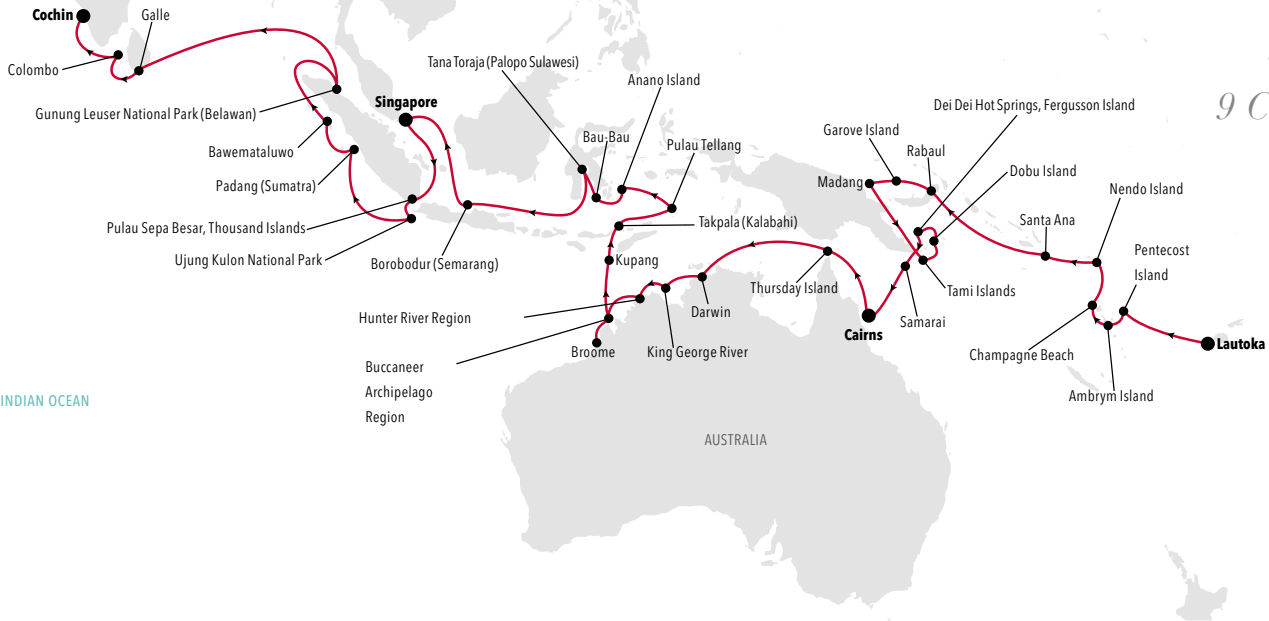 Cochin
Galle
Colombo
Tana Toraja (Palopo Sulawesi)
Anano Island
Gunung Leuser National Park (Belawan)
Singapore
Dei Dei Hot Springs, Fergusson Island
9 C
Garove Island
Bau-Bau
Pulau Tellang
Rabaul
Bawemataluwo
Dobu Island
Madang
Padang (Sumatra)
Nendo Island
Santa Ana
Takpala (Kalabahi)
Pulau Sepa Besar, Thousand Islands
Pentecost
Island
Ujung Kulon National Park
Borobodur (Semarang)
Kupang
Thursday Island
Tami Islands
Hunter River Region
Darwin
Samarai
Cairns
Lautoka
Broome
King George River
Champagne Beach
Buccaneer
Archipelago
Region
Ambrym Island
INDIAN OCEAN
AUSTRALIA